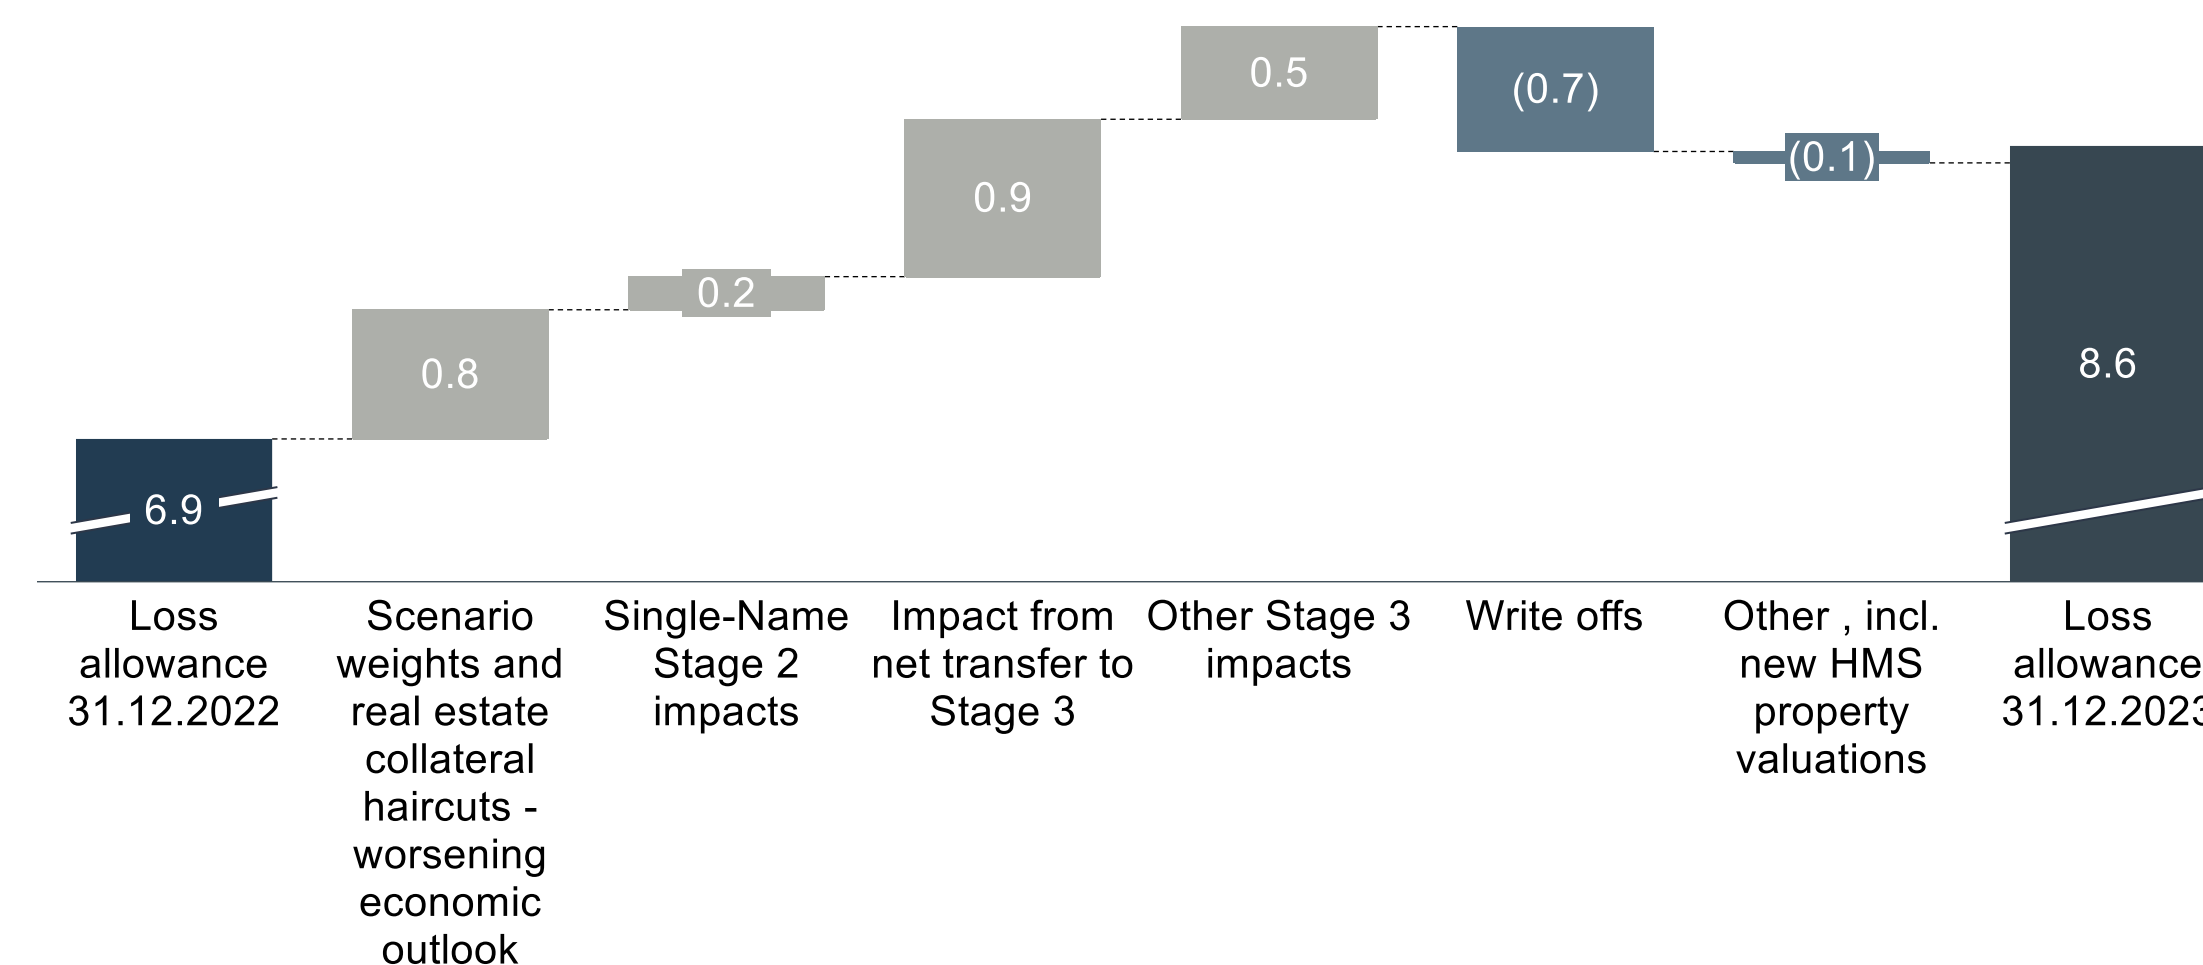 0.5
(0.7)
(0.1)
0.9
0.2
0.8
8.6
6.9
Loss
allowance
31.12.2022
Scenario
weights and
real estate
collateral
haircuts -
worsening
economic
outlook
Single-Name
Stage 2
impacts
Impact from
net transfer to
Stage 3
Other Stage 3
impacts
Write offs
Other , incl.
new HMS
property
valuations
Loss
allowance
31.12.2023